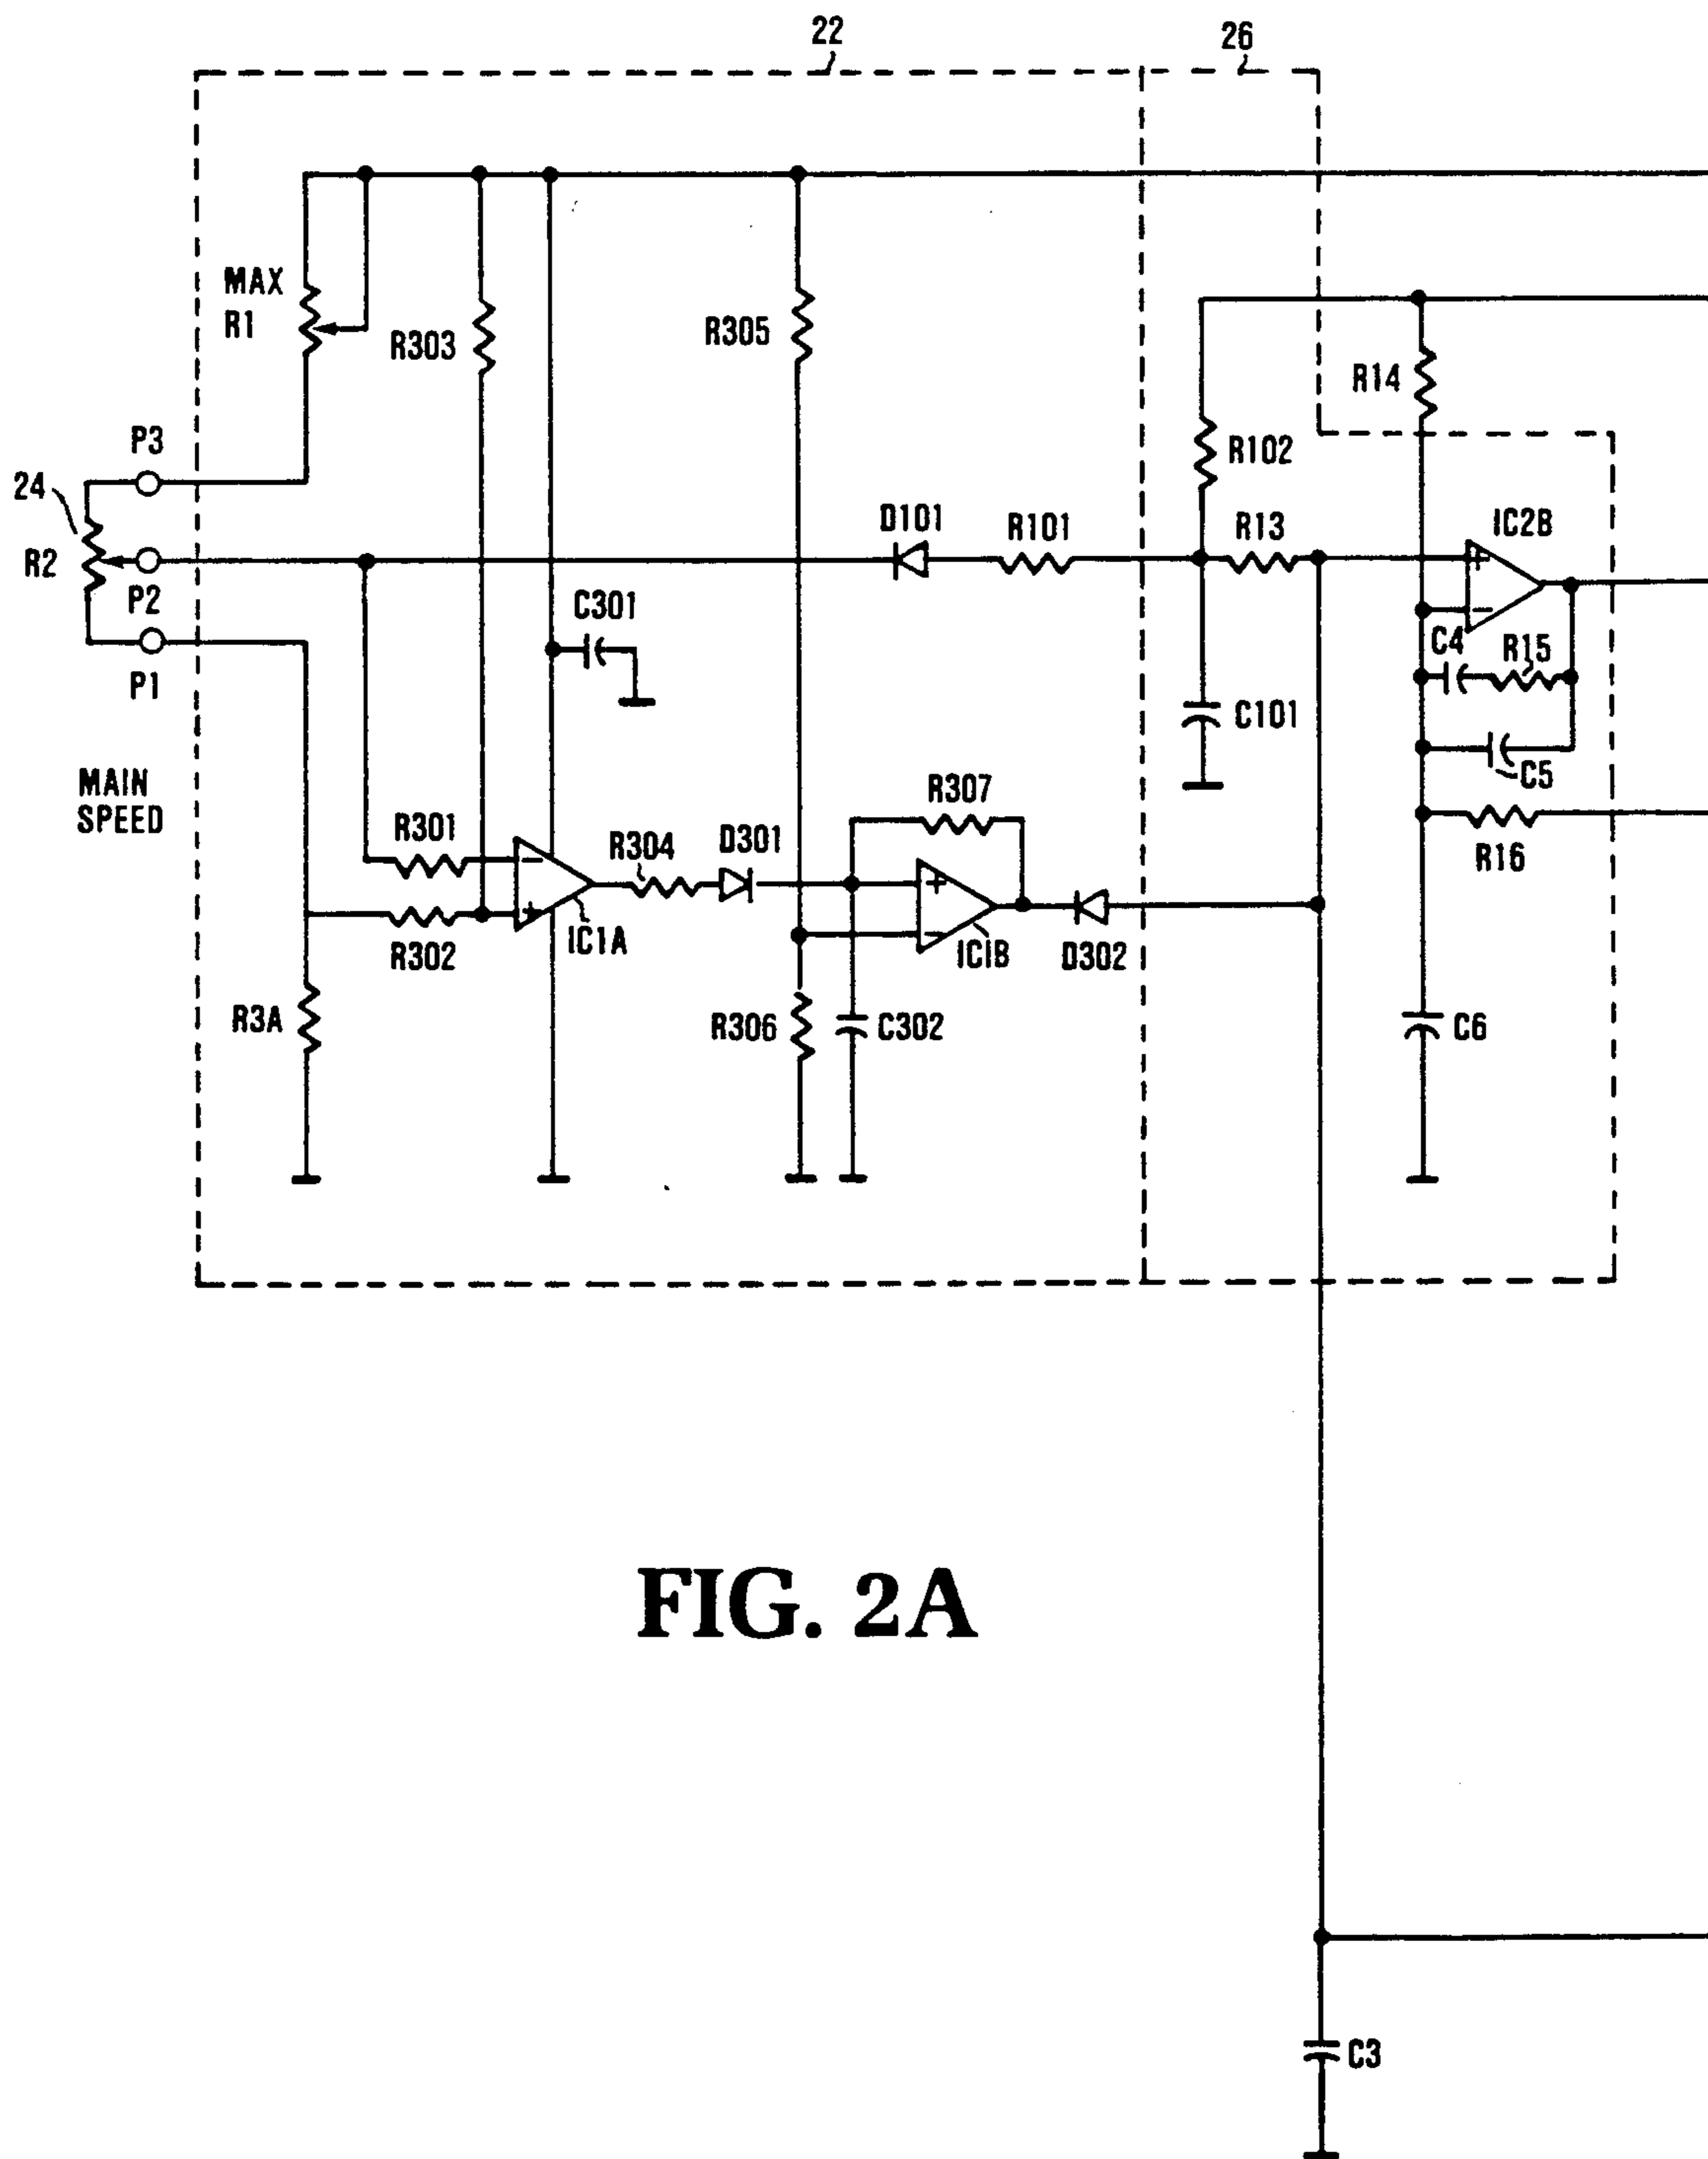 22
26
MAX
R1
R303
R305
R14
P3
R102
24
D101
R101
R13
IC2B
R2
P2
C301
C4
R15
P1
C101
C5
MAIN
SPEED
R307
R301
R304
D301
R16
IC1A
R302
IC1B
D302
R3A
R306
C302
C6
FIG. 2A
C3